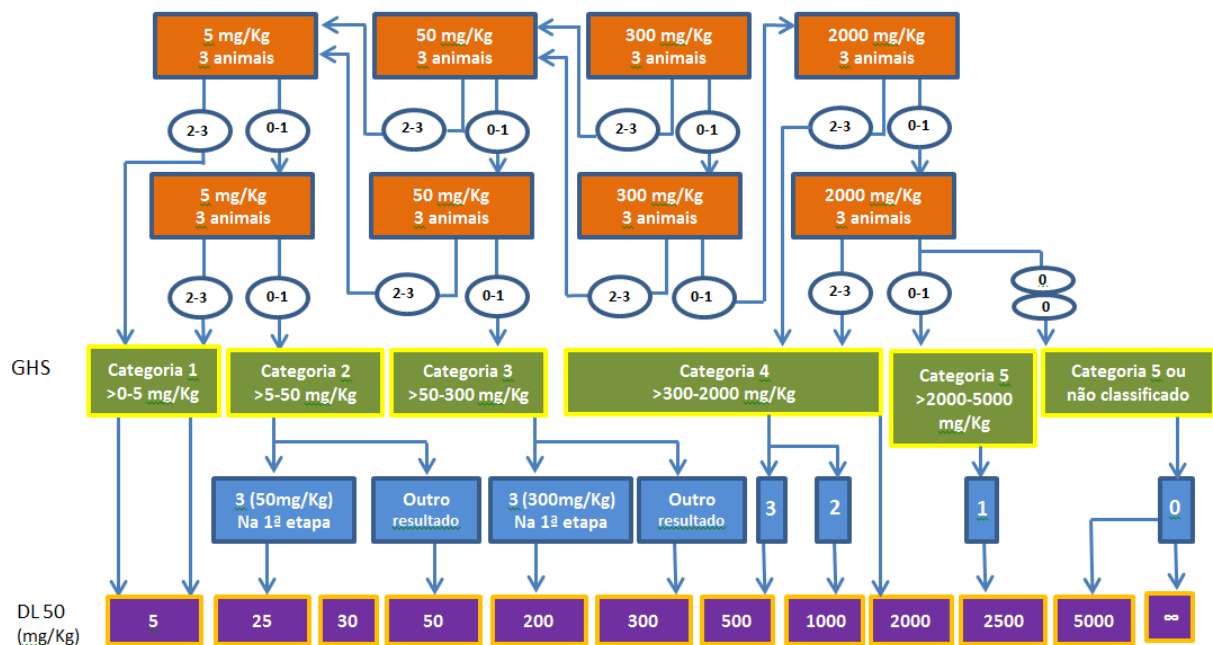 5 mg/Kg
3 animais
50 mg/Kg
3 animais
300 mg/Kg
3 animais
2000 mg/Kg
3 animais
2-3
0-1
2-3
0-1
2-3
0-1
2-3
0-1
5 mg/Kg
3 animais
50 mg/Kg
3 animais
300 mg/Kg
3 animais
2000 mg/Kg
3 animais
2-3
0-1
2-3
0-1
2-3
0-1
2-3
0-1
0
0
GHS
Categoria 1
>0-5 mg/Kg
Categoria 2
>5-50 mg/Kg
Categoria 3
>50-300 mg/Kg
Categoria 4
>300-2000 mg/Kg
Categoria 5
>2000-5000
mg/Kg
Categoria 5 ou
não classificado
3 (50mg/Kg)
Na 1ª etapa
Outro
resultado
3 (300mg/Kg)
Na 1ª etapa
Outro
resultado
3
2
1
0
DL 50
(mg/Kg)
5
25
30
50
200
300
500
1000
2000
2500
5000
∞